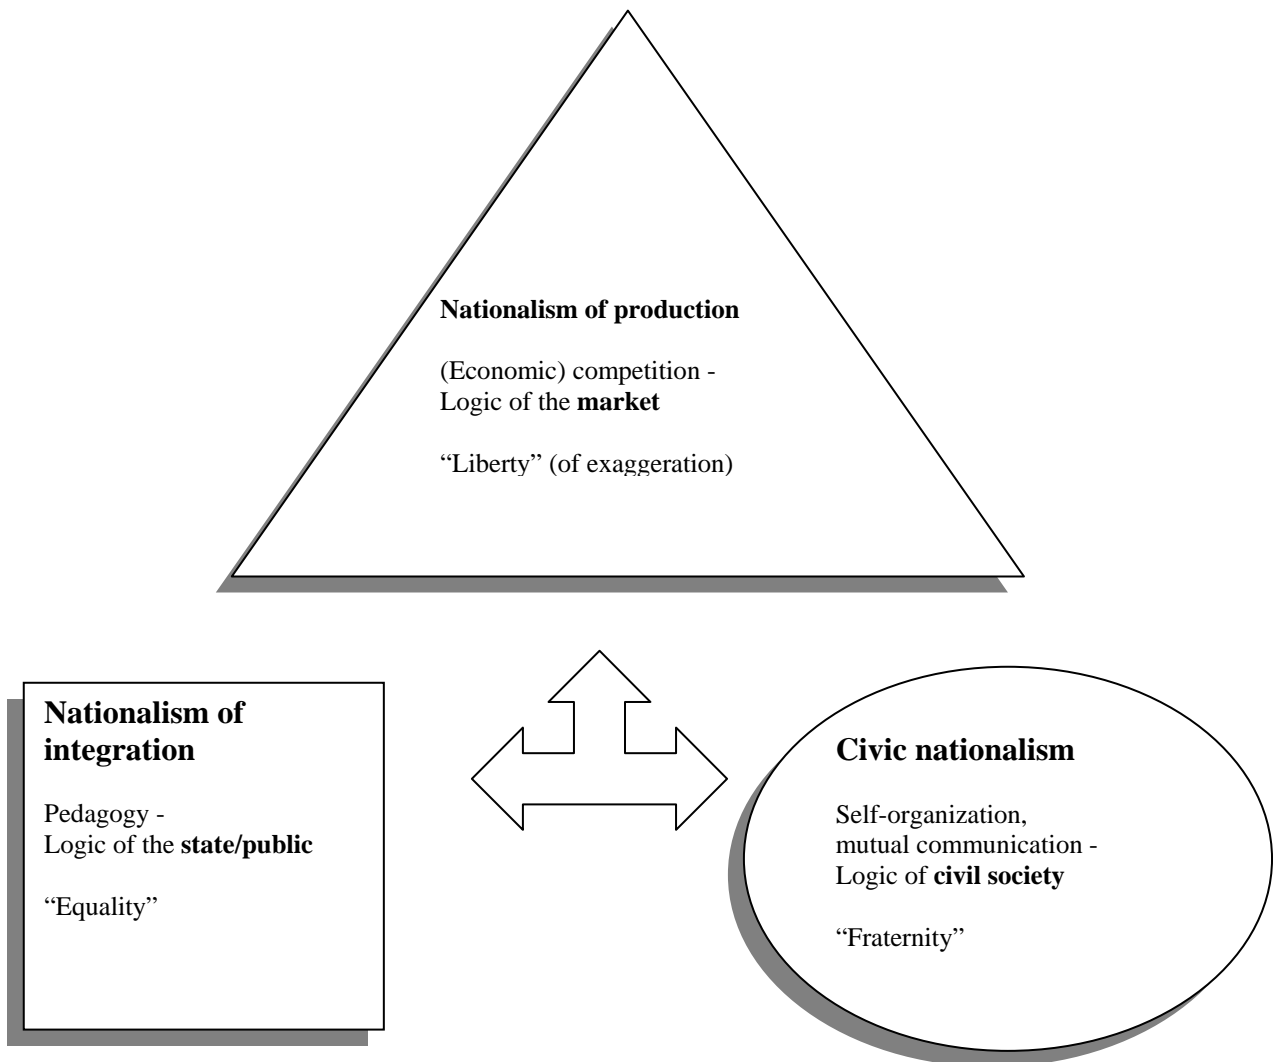 Nationalism of production
(Economic) competition -
Logic of the market
“Liberty” (of exaggeration)
Nationalism of
integration
Pedagogy -
Logic of the state/public
“Equality”
Civic nationalism
Self-organization,
mutual communication -
Logic of civil society
“Fraternity”